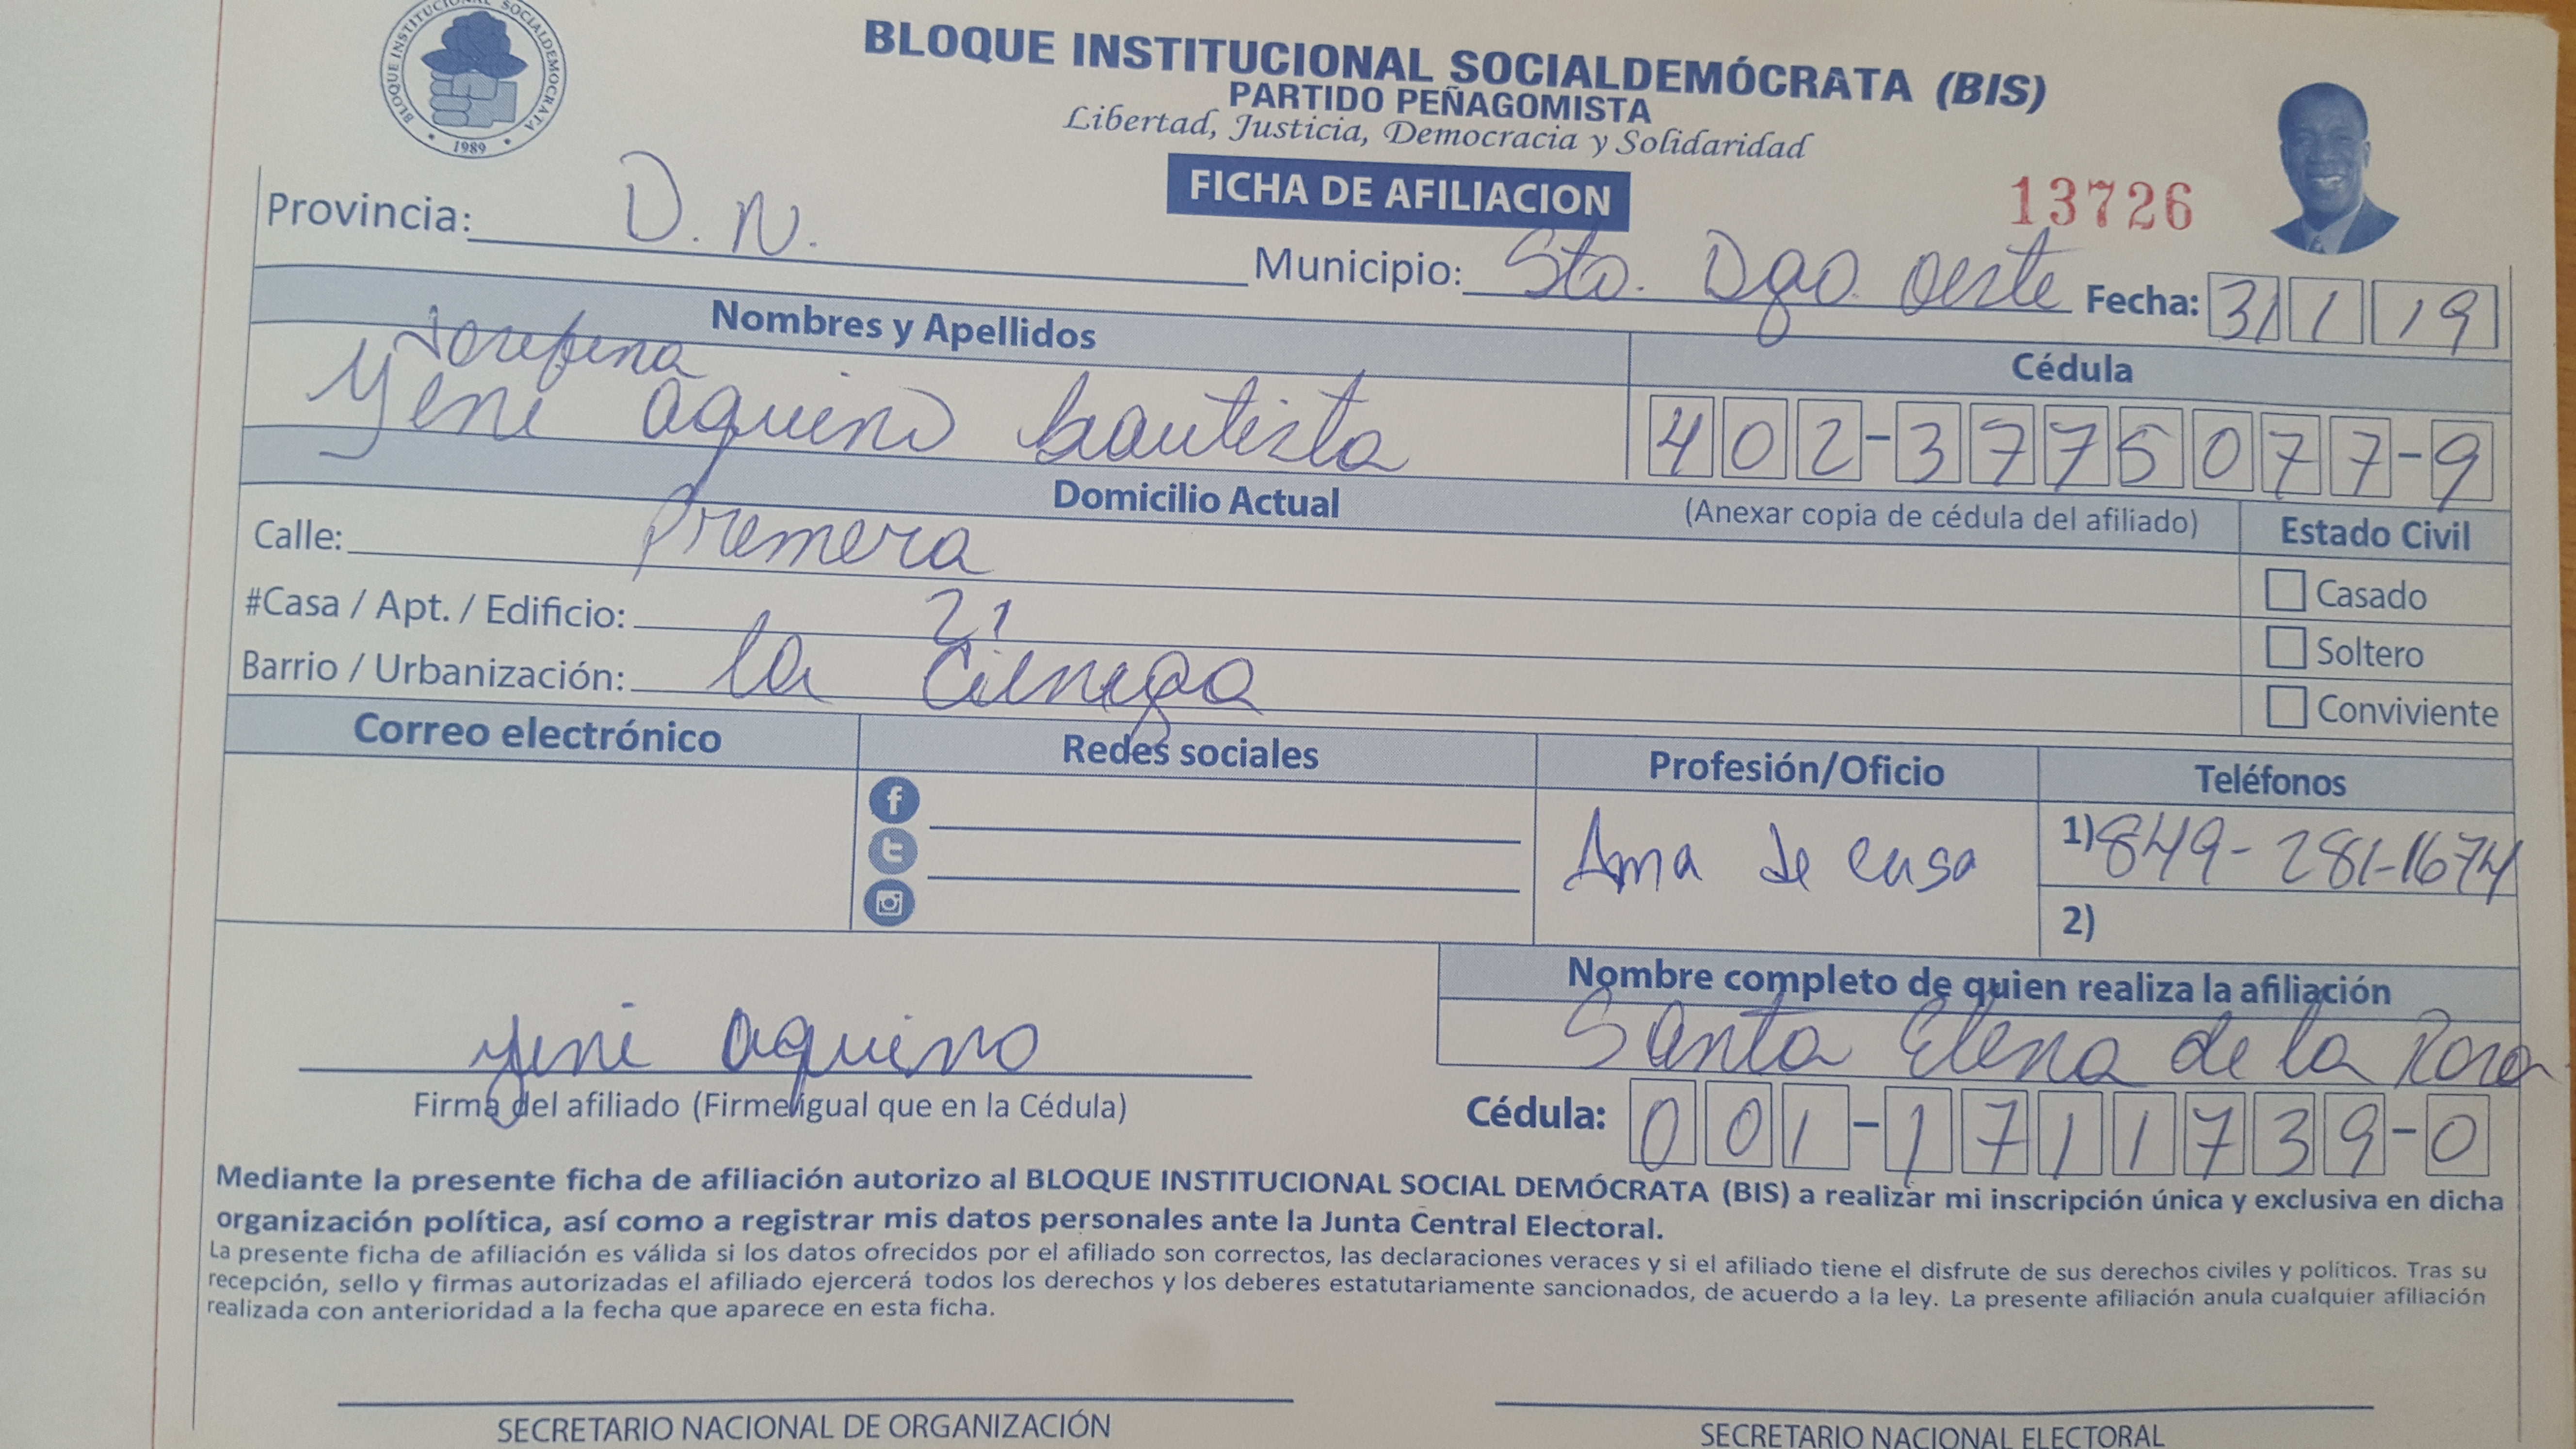 BLOQUE INSTITUCIONAL SOCIALDEMOCRATA
1989
BLOQUE INSTITUCIONAL SOCIALDEMÓCRATA (BIS)
PARTIDO PEÑAGOMISTA
Libertad, Justicia, Democracia y Solidaridad
FICHA DE AFILIACION
13726
Provincia: D. N. Municipio: Sto. Dgo. oeste Fecha: 31 1 19
Nombres y Apellidos Cédula
Josefina
Yeni aquino bautista 402-3775077-9
Domicilio Actual (Anexar copia de cédula del afiliado) Estado Civil
Calle: Premera
Casado
#Casa / Apt. / Edificio: 21
Soltero
Barrio / Urbanización: la Cienega
Conviviente
Correo electrónico Redes sociales Profesión/Oficio Teléfonos
Ama de casa 1) 849-281-1674
2)
Nombre completo de quien realiza la afiliación
yeni aquino Santa Elena de la Rosa
Firma del afiliado (Firme igual que en la Cédula) Cédula: 001-1711739-0
Mediante la presente ficha de afiliación autorizo al BLOQUE INSTITUCIONAL SOCIAL DEMÓCRATA (BIS) a realizar mi inscripción única y exclusiva en dicha
organización política, así como a registrar mis datos personales ante la Junta Central Electoral.
La presente ficha de afiliación es válida si los datos ofrecidos por el afiliado son correctos, las declaraciones veraces y si el afiliado tiene el disfrute de sus derechos civiles y políticos. Tras su
recepción, sello y firmas autorizadas el afiliado ejercerá todos los derechos y los deberes estatutariamente sancionados, de acuerdo a la ley. La presente afiliación anula cualquier afiliación
realizada con anterioridad a la fecha que aparece en esta ficha.
SECRETARIO NACIONAL DE ORGANIZACIÓN SECRETARIO NACIONAL ELECTORAL